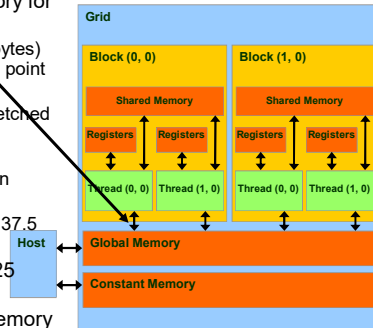 ory for
Grid
Block (0, 0)
Block (1, 0)
bytes)
point
Shared Memory
Shared Memory
etched
Registers
Registers
Registers
Registers
n
Thread (0, 0)
Thread (1, 0)
Thread (0, 0)
Thread (1, 0)
37.5
Host
Global Memory
25
Constant Memory
emory